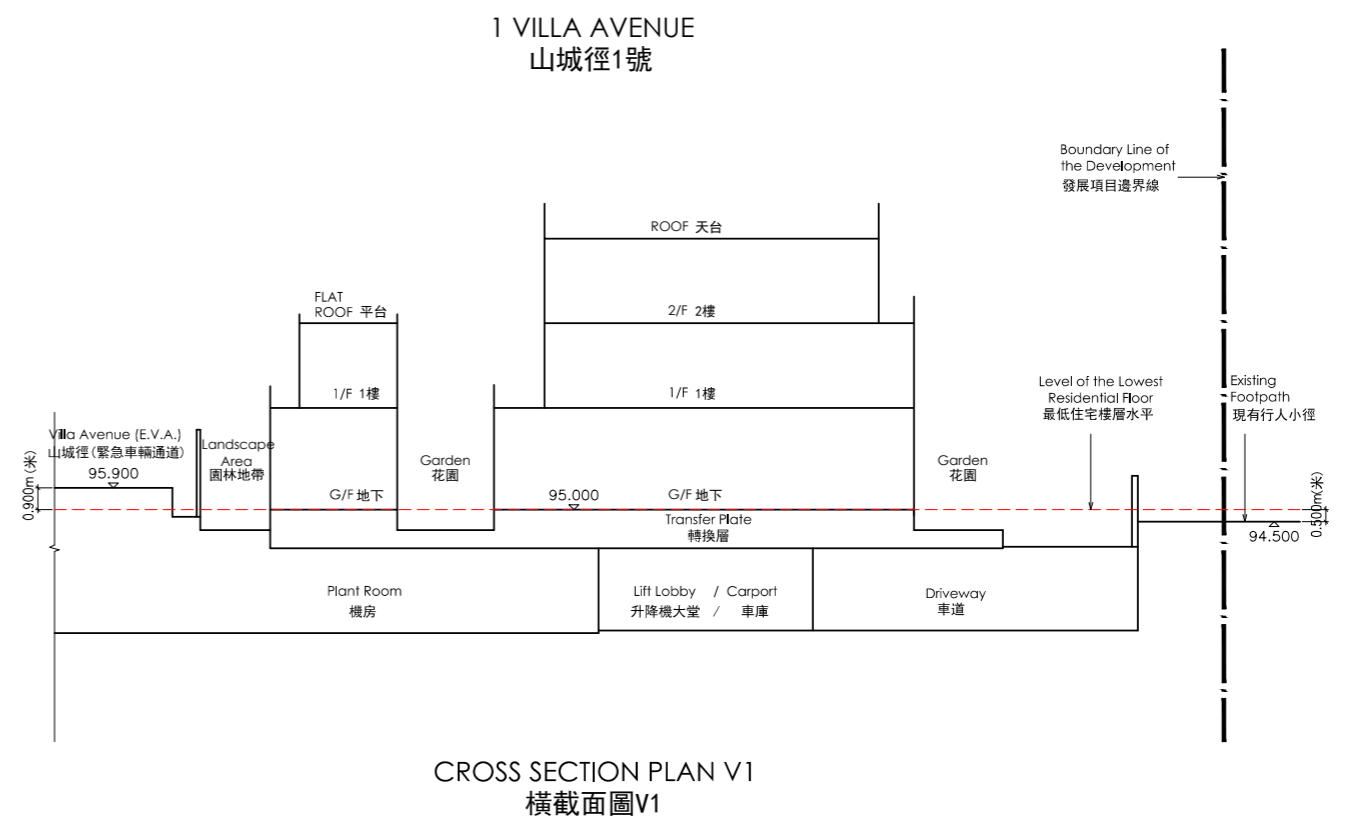 1 VILLA AVENUE
山城徑1號
Boundary Line of
the Development
發展項目邊界線
ROOF 天台
FLAT
ROOF 平台
2/F 2樓
1/F 1樓
1/F 1樓
Level of the Lowest
Residential Floor
最低住宅樓層水平
Existing
Footpath
現有行人小徑
Villa Avenue (E.V.A.)
山城徑(緊急車輛通道)
95.900
0.900m (米)
Landscape
Area
園林地帶
Garden
花園
Garden
花園
G/F 地下
95.000
G/F 地下
Transfer Plate
轉換層
94.500
0.500m(米)
Plant Room
機房
Lift Lobby / Carport
升降機大堂 / 車庫
Driveway
車道
CROSS SECTION PLAN V1
橫截面圖V1